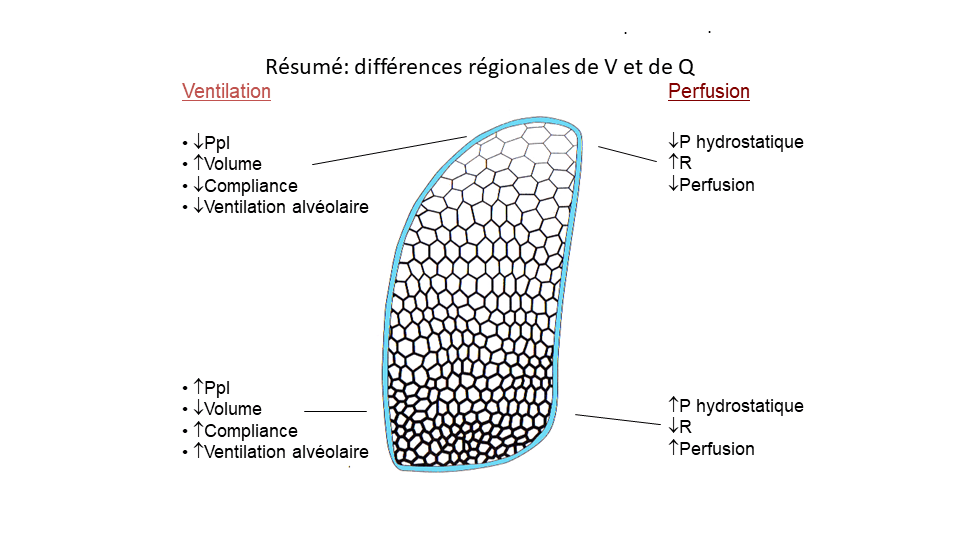 Résumé: différences régionales de V et de Q
Ventilation
• ↓Ppl
• ↑Volume
• ↓Compliance
• ↓Ventilation alvéolaire
Perfusion
↓P hydrostatique
↑R
↓Perfusion
• ↑Ppl
• ↓Volume
• ↑Compliance
• ↑Ventilation alvéolaire
↑P hydrostatique
↓R
↑Perfusion